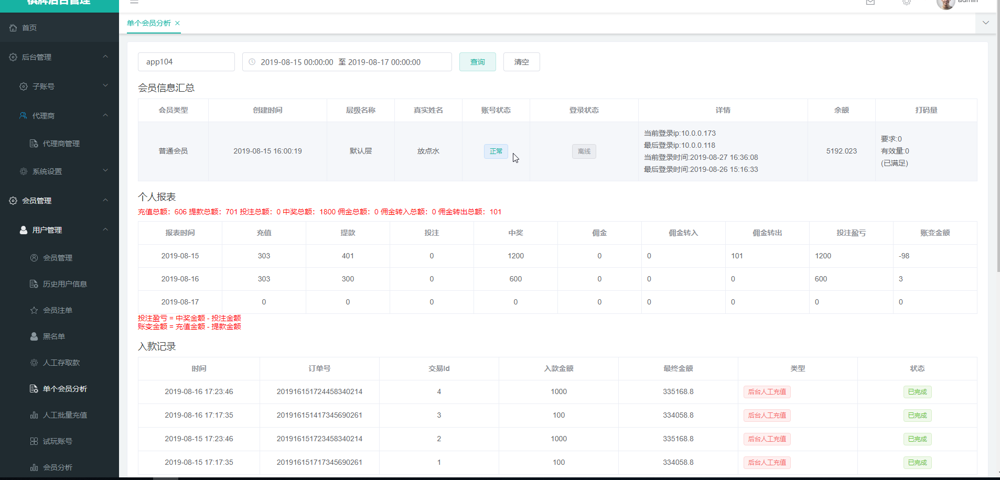 棋牌后台管理
admin
首页
后台管理
子账号
代理商
代理商管理
系统设置
会员管理
用户管理
会员管理
历史用户信息
会员注单
黑名单
人工存取款
单个会员分析
人工批量充值
试玩账号
会员分析
单个会员分析 ×
app104 2019-08-15 00:00:00 至 2019-08-17 00:00:00 查询 清空
会员信息汇总
会员类型 创建时间 层级名称 真实姓名 账号状态 登录状态 详情 余额 打码量
普通会员 2019-08-15 16:00:19 默认层 放点水 正常 离线
当前登录ip:10.0.0.173
最后登录ip:10.0.0.118
当前登录时间:2019-08-27 16:36:08
最后登录时间:2019-08-26 15:16:33
5192.023
要求:0
有效量:0
(已满足)
个人报表
充值总额：606 提款总额：701 投注总额：0 中奖总额：1800 佣金总额：0 佣金转入总额：0 佣金转出总额：101
报表时间 充值 提款 投注 中奖 佣金 佣金转入 佣金转出 投注盈亏 账变金额
2019-08-15 303 401 0 1200 0 0 101 1200 -98
2019-08-16 303 300 0 600 0 0 0 600 3
2019-08-17 0 0 0 0 0 0 0 0 0
投注盈亏 = 中奖金额 - 投注金额
账变金额 = 充值金额 - 提款金额
入款记录
时间 订单号 交易Id 入款金额 最终金额 类型 状态
2019-08-16 17:23:46 201916151724458340214 4 1000 335168.8 后台人工充值 已完成
2019-08-16 17:17:35 201916151417345690261 3 100 334058.8 后台人工充值 已完成
2019-08-15 17:23:46 201916151723458340214 2 1000 335168.8 后台人工充值 已完成
2019-08-15 17:17:35 201916151717345690261 1 100 334058.8 后台人工充值 已完成